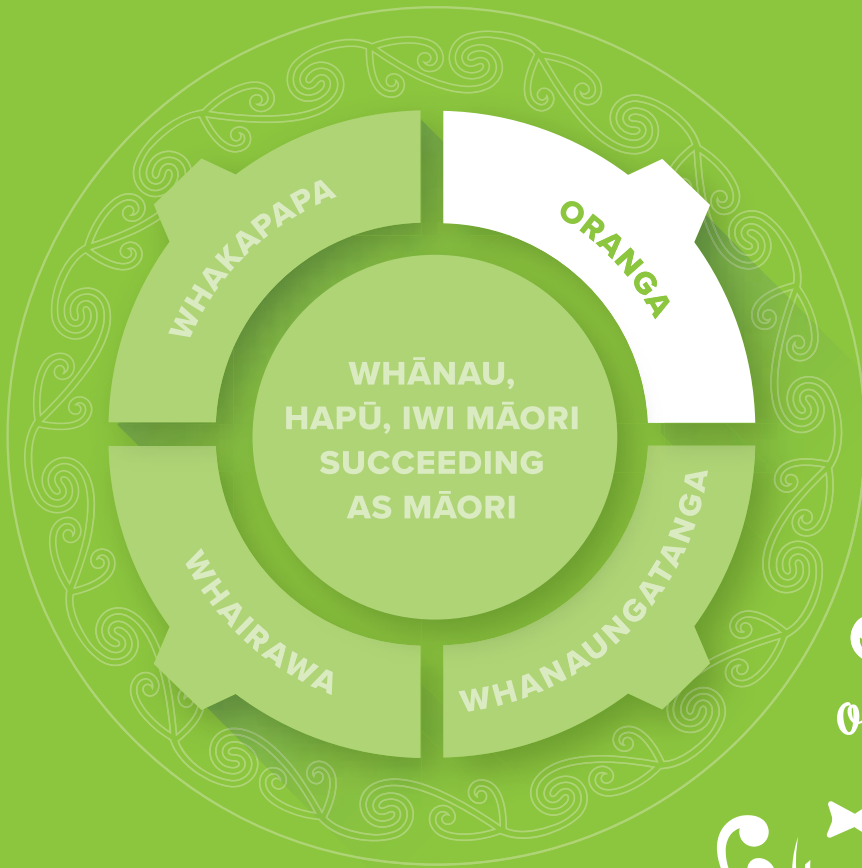 WHAKAPAPA
ORANGA
WHĀNAU,
HAPŪ, IWI MĀORI
SUCCEEDING
AS MĀORI
WHAIRAWA
WHANAUNGATANGA